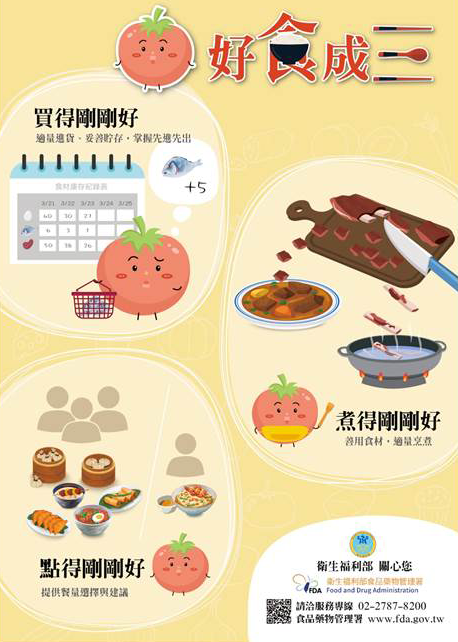 好食成三
買得剛剛好
適量進貨、妥善貯存，掌握先進先出
食材庫存記錄表
3/21 3/22 3/23 3/24 3/25
60 30 27
6 3 1
50 38 26
+5
煮得剛剛好
善用食材，適量烹煮
點得剛剛好
提供餐量選擇與建議
衛生福利部 關心您
衛生福利部食品藥物管理署
FDA Food and Drug Administration
諮詢服務專線 02-2787-8200
食品藥物管理署 www.fda.gov.tw